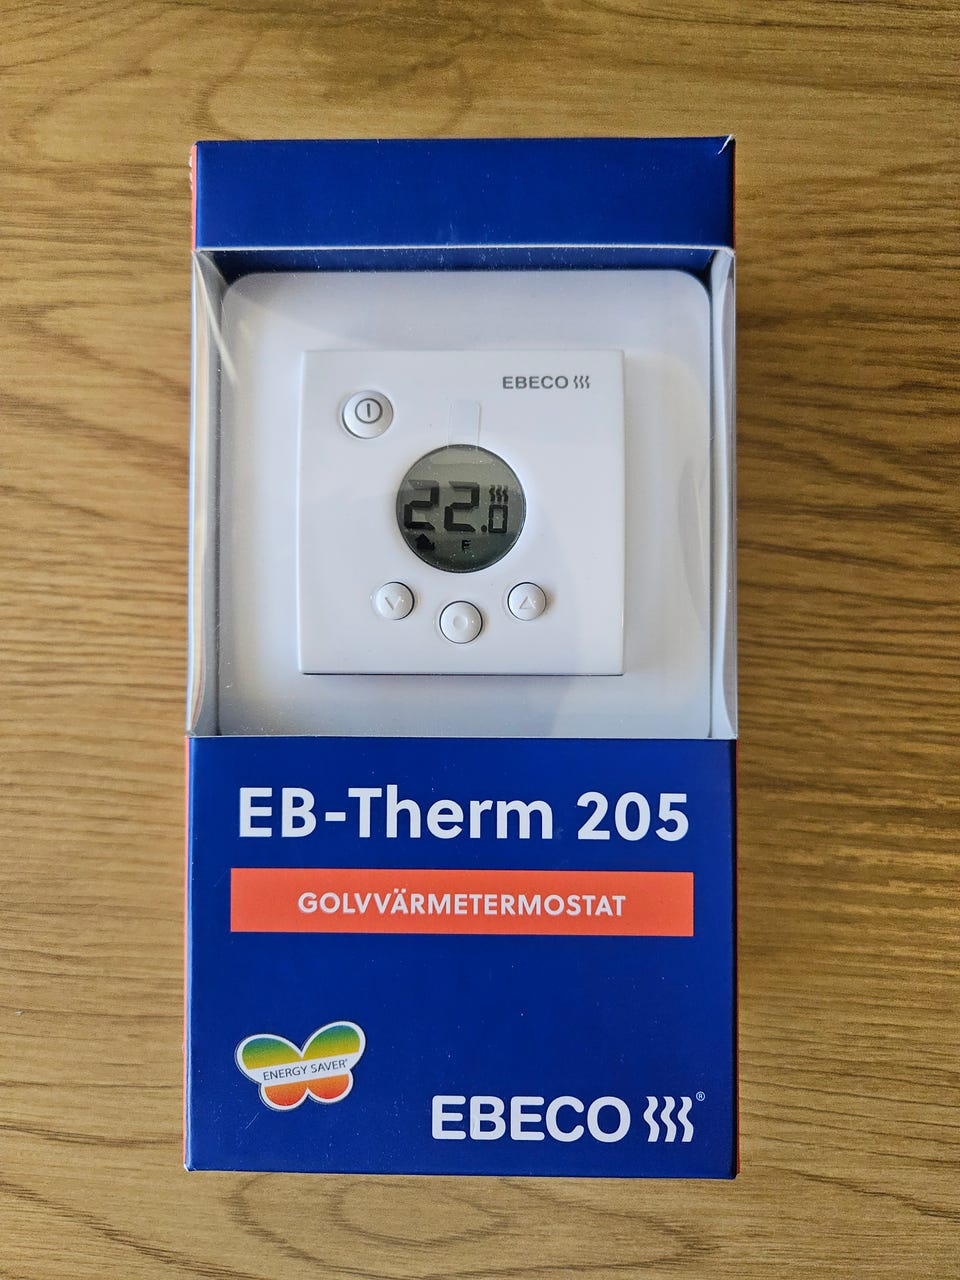 EBECO
22.0
F
EB-Therm 205
GOLVVÄRMETERMOSTAT
ENERGY SAVER®
EBECO ®